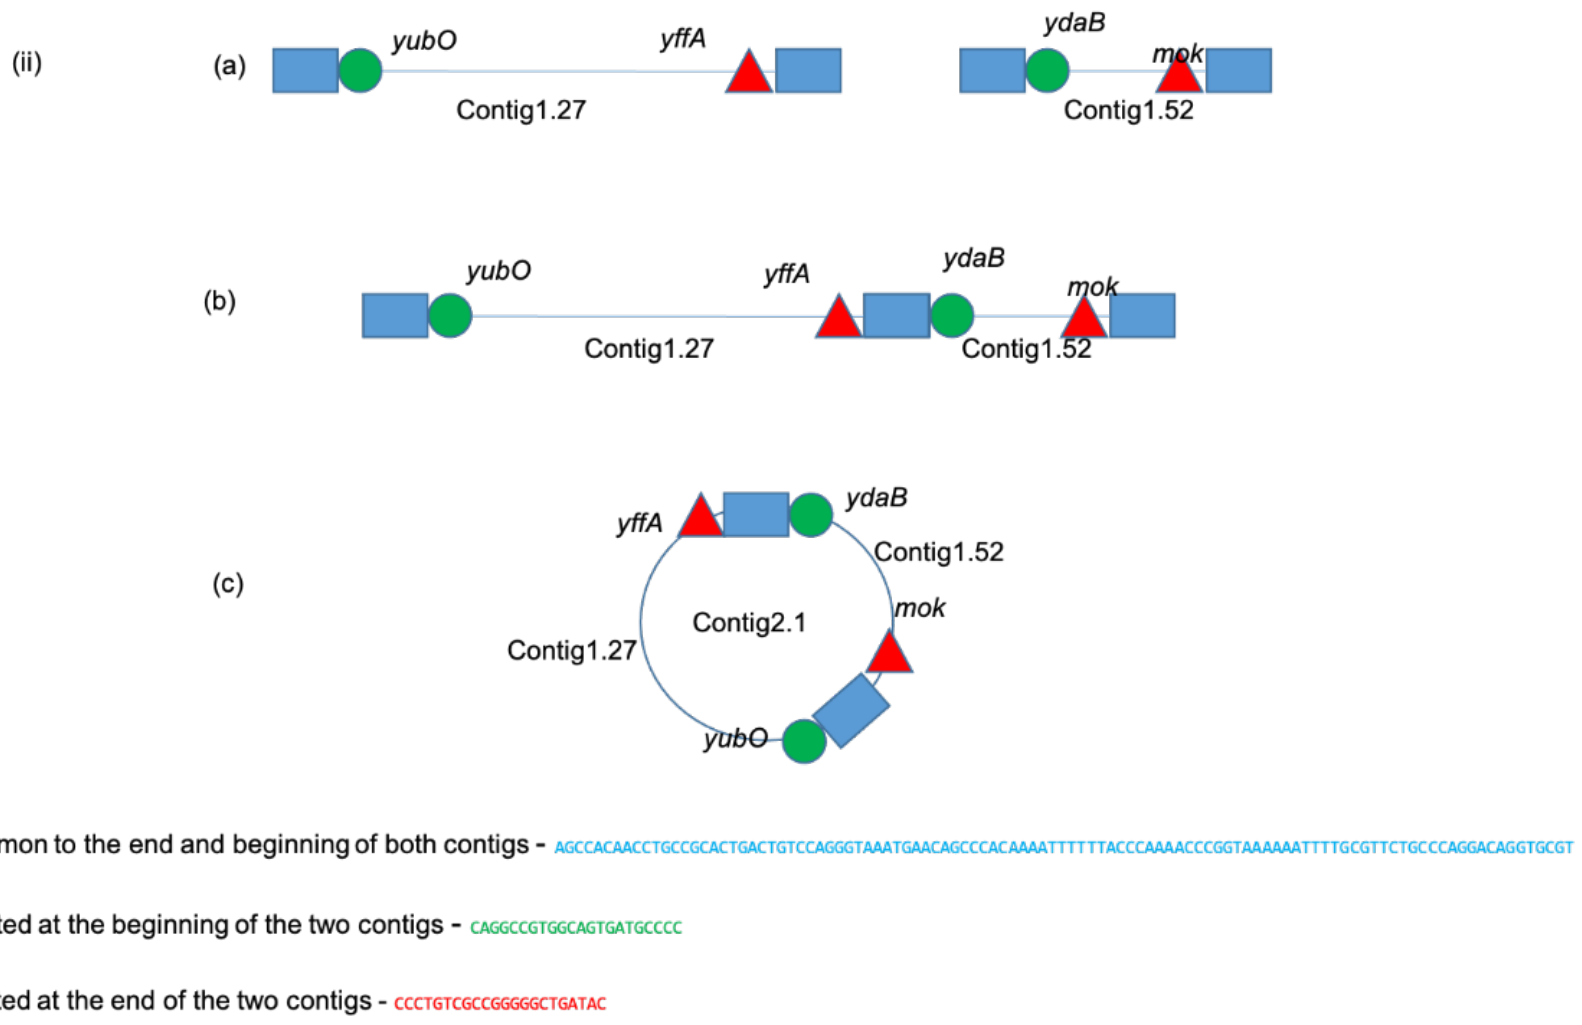 ydaB
(ii) (a) yubO yffA mok
Contig1.27 Contig1.52
(b) yubO yffA ydaB mok
Contig1.27 Contig1.52
yffA ydaB
Contig1.52
(c) mok
Contig2.1
Contig1.27
yubO
mon to the end and beginning of both contigs - AGCCACAACCTGCCGCACTGACTGTCCAGGGTAAATGAACAGCCCACAAAATTTTTTACCCAAAACCCGGTAAAAAATTTTGCGTTCTGCCCAGGACAGGTGCGT
ted at the beginning of the two contigs - CAGGCCGTGGCAGTGATGCCCC
ted at the end of the two contigs - CCCTGTCGCCGGGGGCTGATAC